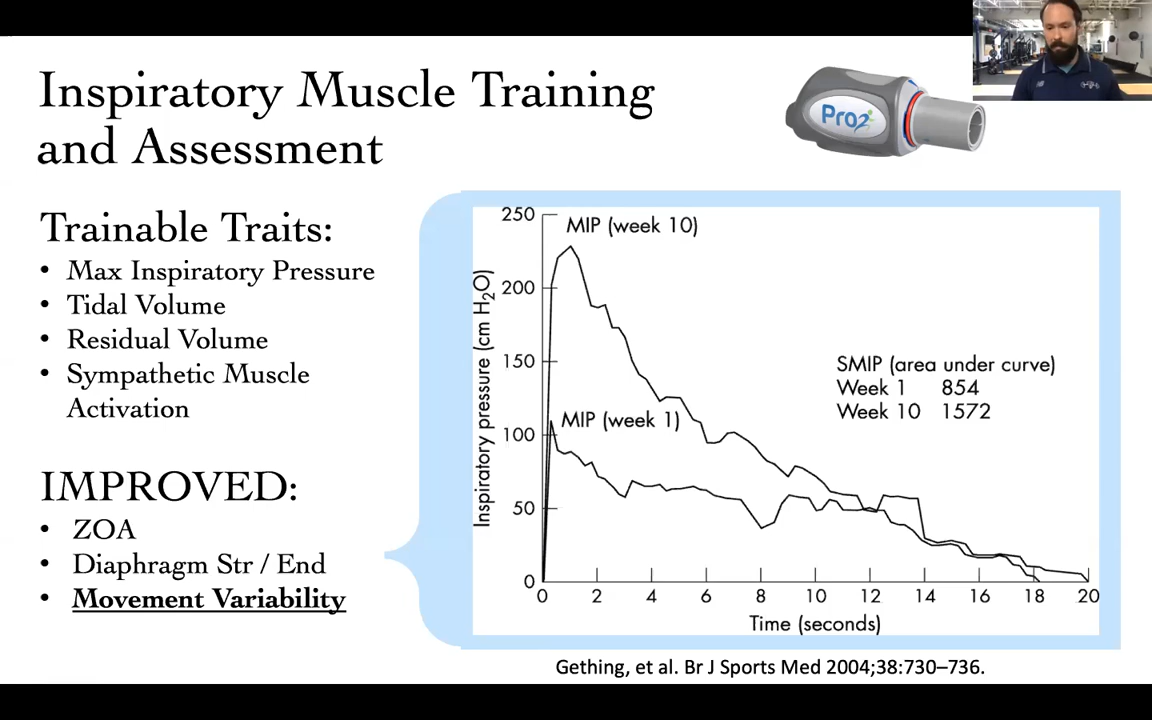 Inspiratory Muscle Training
and Assessment
Pro2
Trainable Traits:
• Max Inspiratory Pressure
• Tidal Volume
• Residual Volume
• Sympathetic Muscle
Activation
IMPROVED:
• ZOA
• Diaphragm Str / End
• Movement Variability
250
200
150
100
50
0
Inspiratory pressure (cm H₂O)
MIP (week 10)
MIP (week 1)
SMIP (area under curve)
Week 1 854
Week 10 1572
0 2 4 6 8 10 12 14 16 18 20
Time (seconds)
Gething, et al. Br J Sports Med 2004;38:730–736.